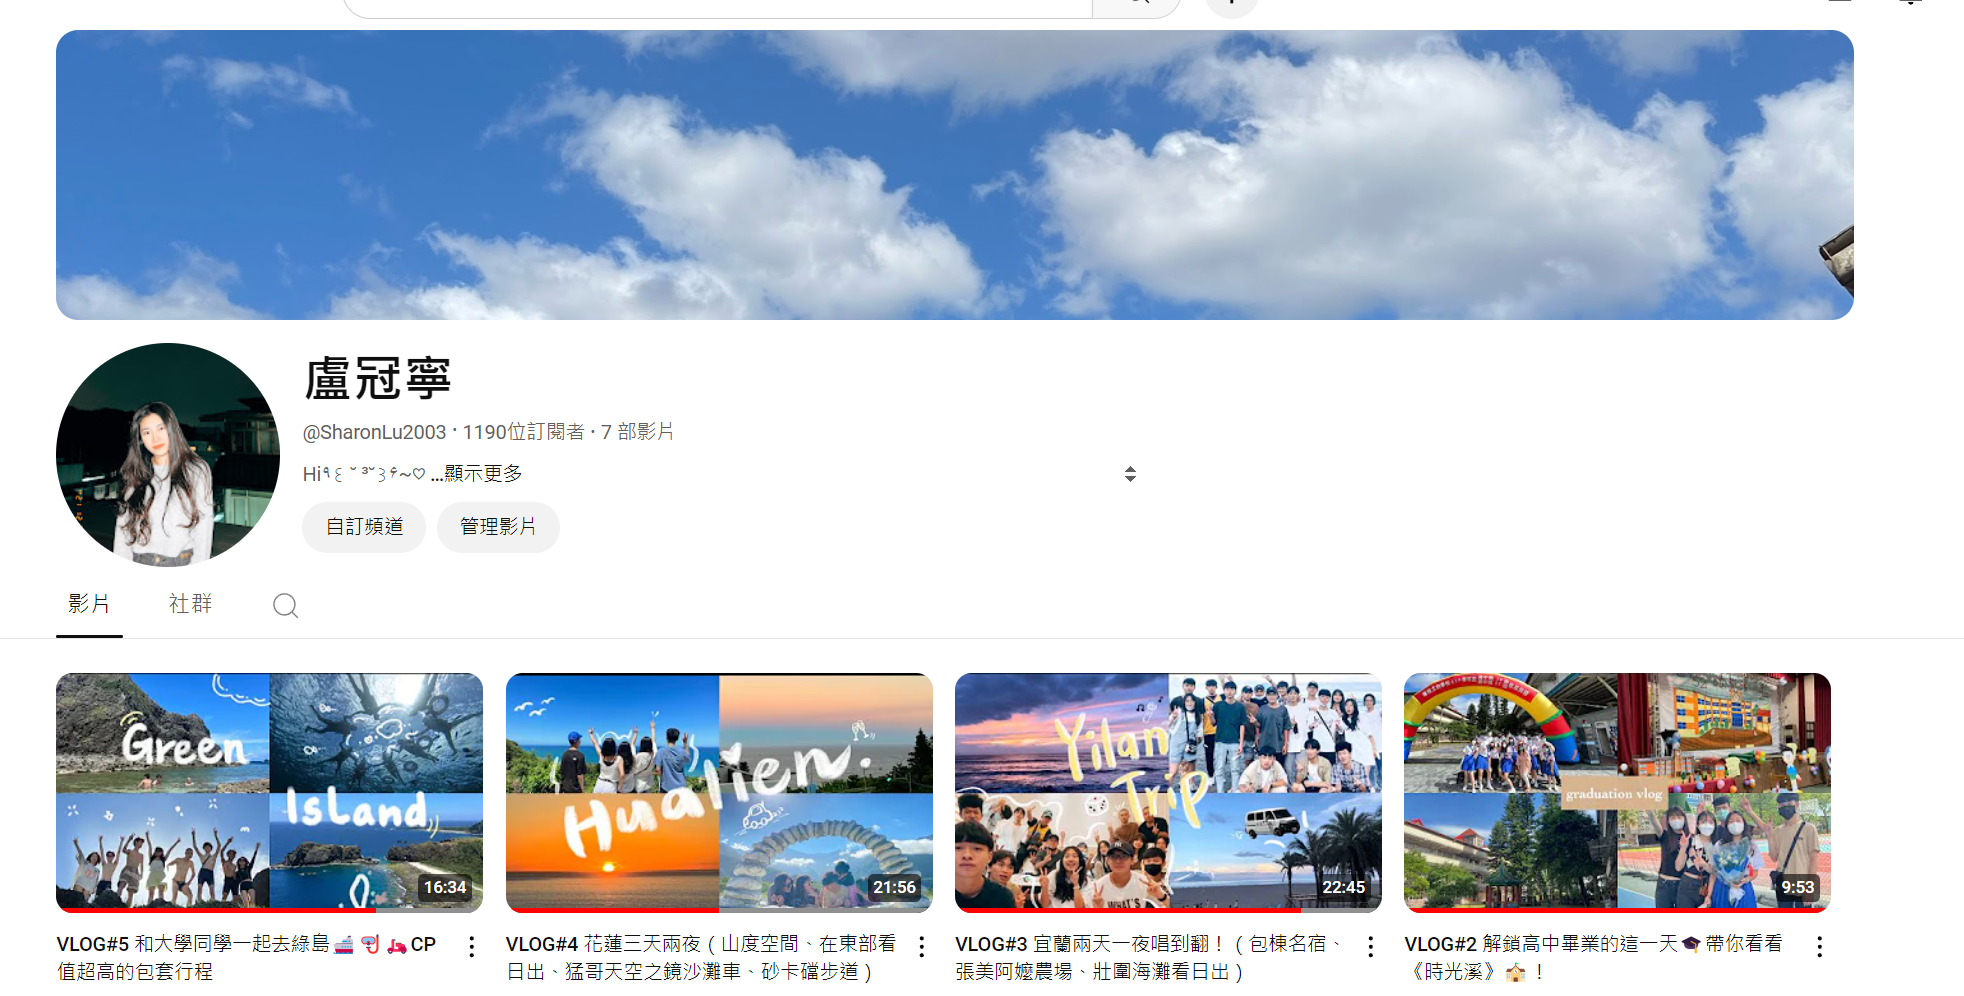 盧冠寧
@SharonLu2003 · 1190位訂閱者 · 7 部影片
Hi٩꒰ ˘ ³˘꒱۶~♡ ...顯示更多
自訂頻道
管理影片
影片
社群
Green
Island
16:34
Hualien.
21:56
Yilan
Trip
WHAT'S
22:45
graduation vlog
9:53
VLOG#5 和大學同學一起去綠島🛳️🤿🛵CP
值超高的包套行程
VLOG#4 花蓮三天兩夜（山度空間、在東部看
日出、猛哥天空之鏡沙灘車、砂卡礑步道）
VLOG#3 宜蘭兩天一夜唱到翻！（包棟名宿、
張美阿嬤農場、壯圍海灘看日出）
VLOG#2 解鎖高中畢業的這一天🎓帶你看看
《時光溪》🏫！